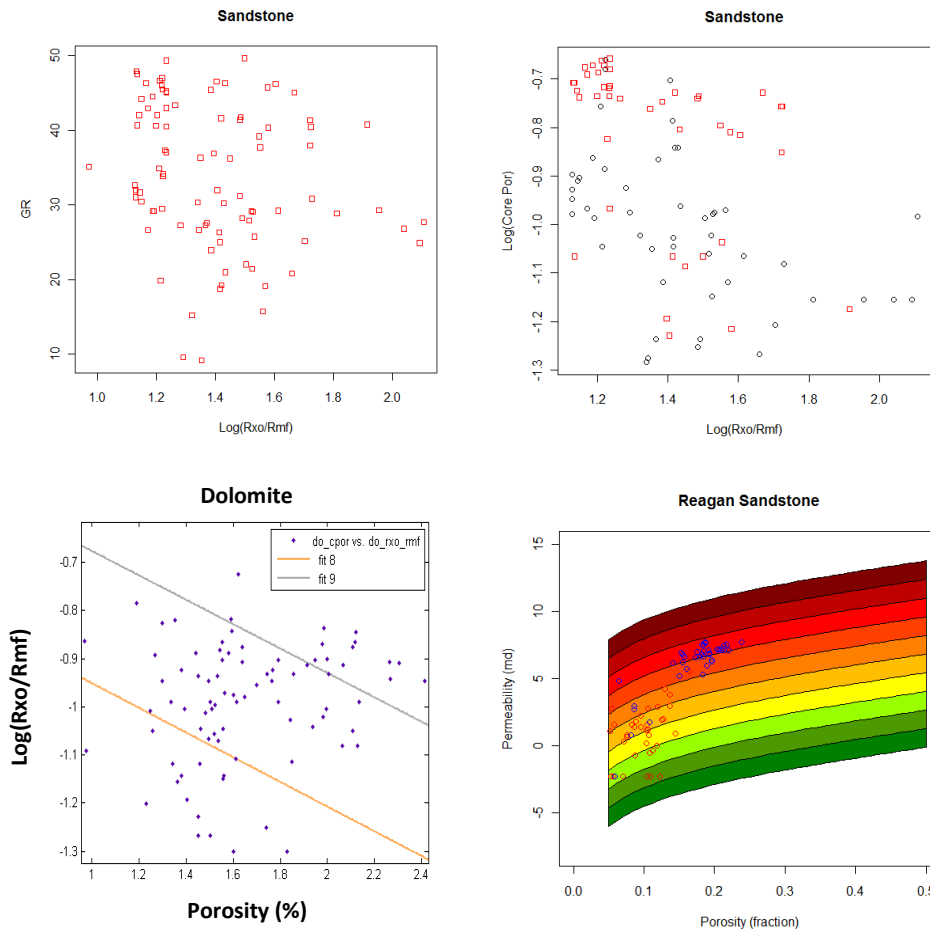 Sandstone
GR
50
40
30
20
10
1.0 1.2 1.4 1.6 1.8 2.0
Log(Rxo/Rmf)
Sandstone
Log(Core Por)
-0.7
-0.8
-0.9
-1.0
-1.1
-1.2
-1.3
1.2 1.4 1.6 1.8 2.0
Log(Rxo/Rmf)
Dolomite
do_cpor vs. do_rxo_rmf
fit 8
fit 9
Log(Rxo/Rmf)
-0.7
-0.8
-0.9
-1
-1.1
-1.2
-1.3
1 1.2 1.4 1.6 1.8 2 2.2 2.4
Porosity (%)
Reagan Sandstone
Permeability (md)
15
10
5
0
-5
0.0 0.1 0.2 0.3 0.4 0.5
Porosity (fraction)